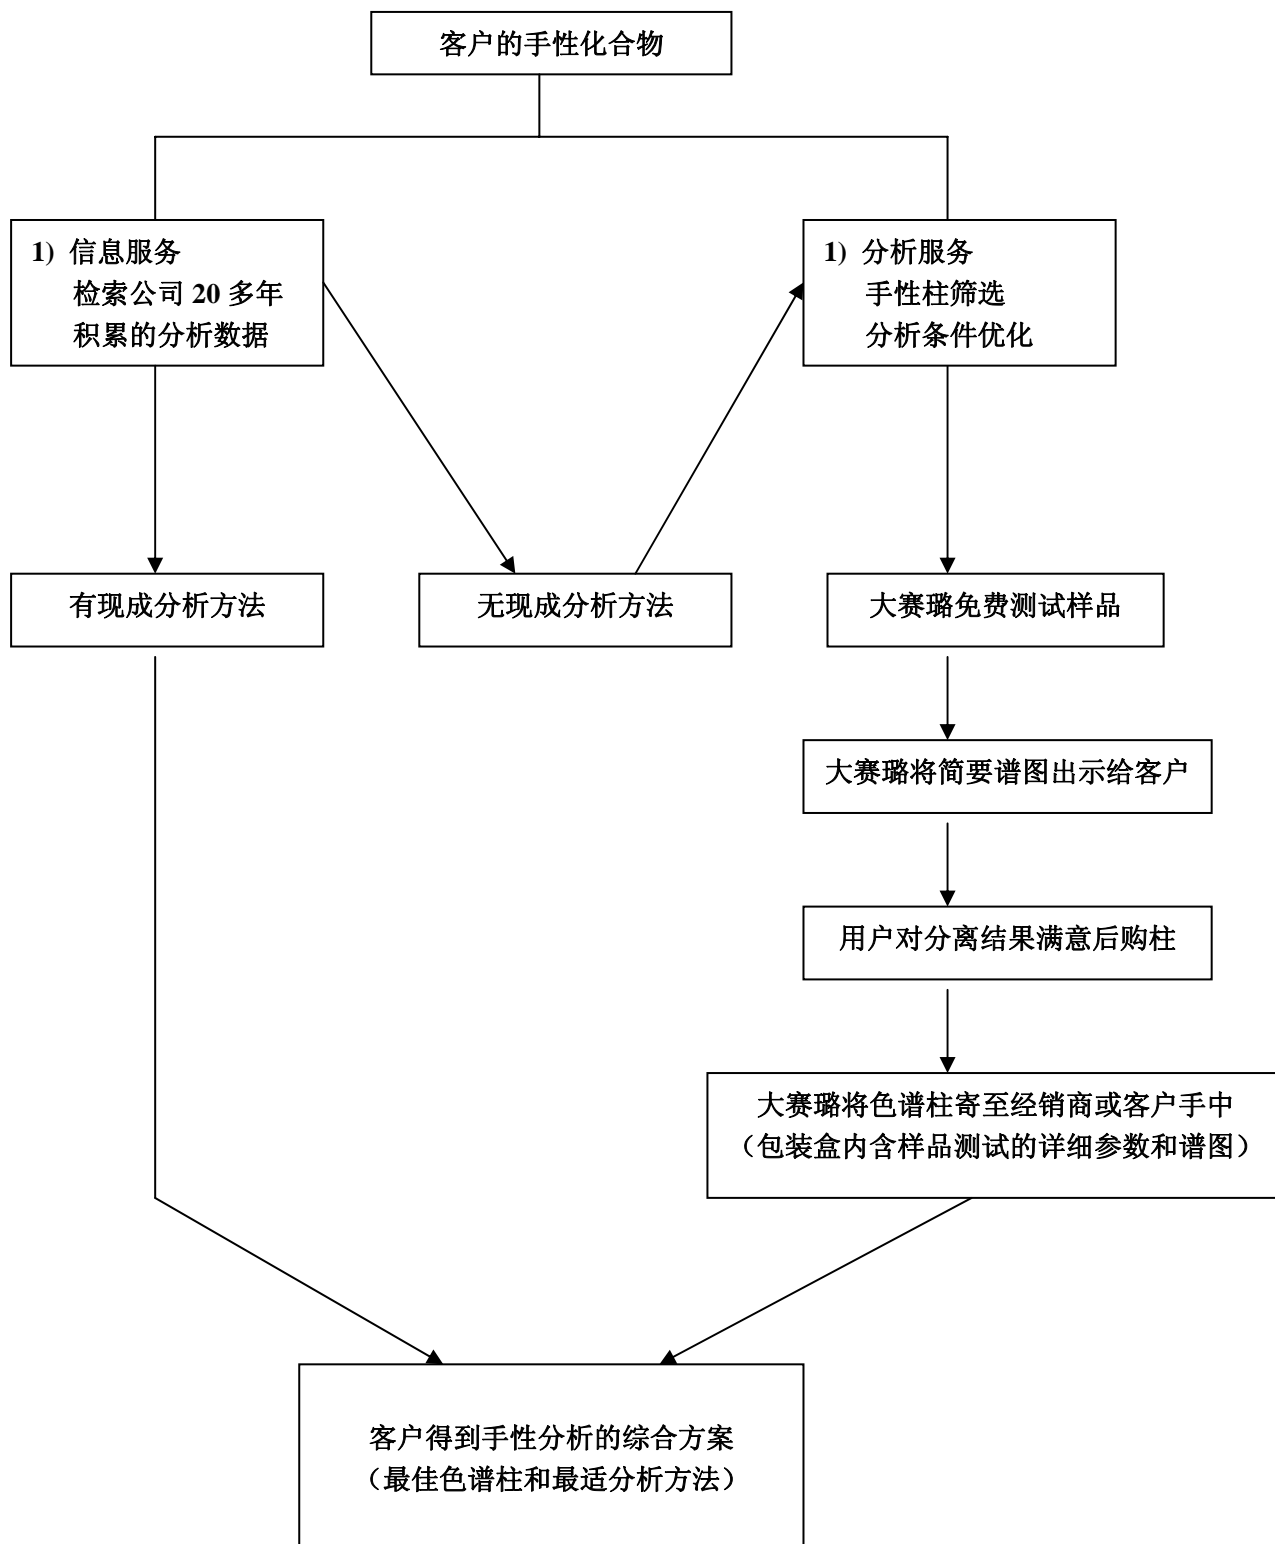 客户的手性化合物
1) 信息服务
检索公司 20 多年
积累的分析数据
1) 分析服务
手性柱筛选
分析条件优化
有现成分析方法
无现成分析方法
大赛璐免费测试样品
大赛璐将简要谱图出示给客户
用户对分离结果满意后购柱
大赛璐将色谱柱寄至经销商或客户手中
（包装盒内含样品测试的详细参数和谱图）
客户得到手性分析的综合方案
（最佳色谱柱和最适分析方法）